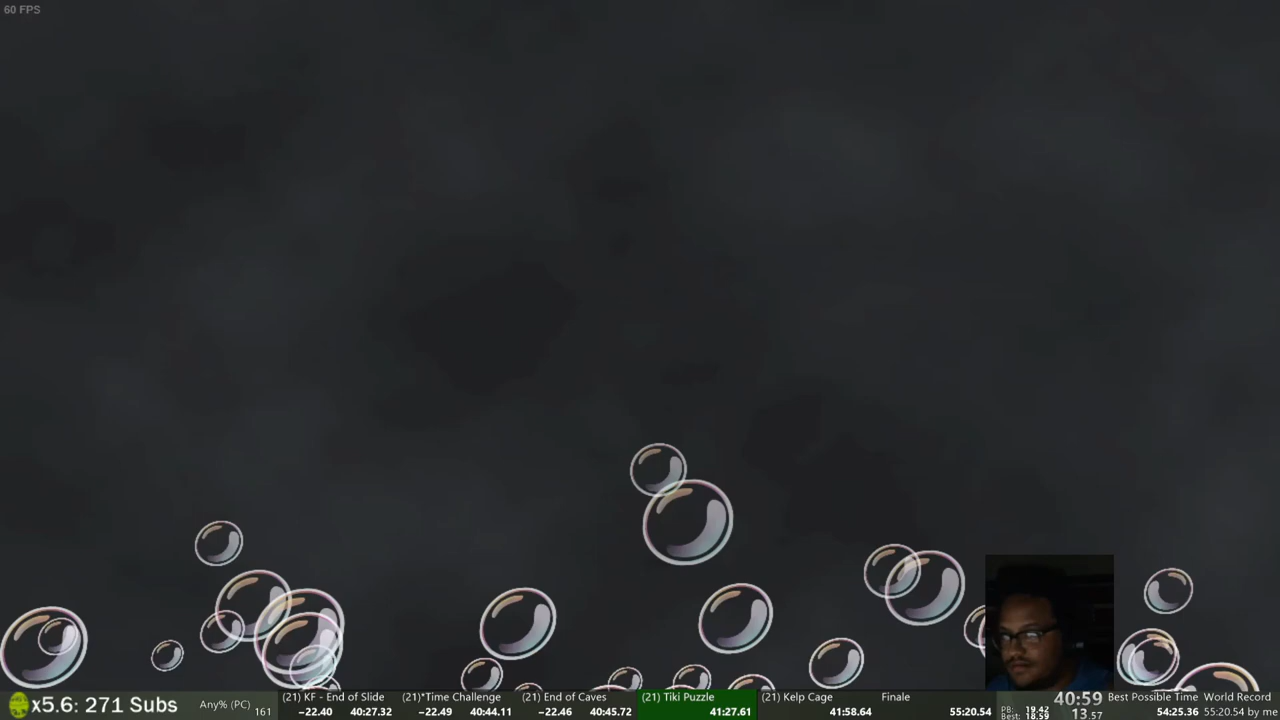 60 FPS
x5.6: 271 Subs
Any% (PC) 161
(21) KF - End of Slide
−22.40 40:27.32
(21)*Time Challenge
−22.49 40:44.11
(21) End of Caves
−22.46 40:45.72
(21) Tiki Puzzle
41:27.61
(21) Kelp Cage
41:58.64
Finale
55:20.54
40:59
PB: 19.42
Best: 18.59
13.57
Best Possible Time
54:25.36
World Record
55:20.54 by me